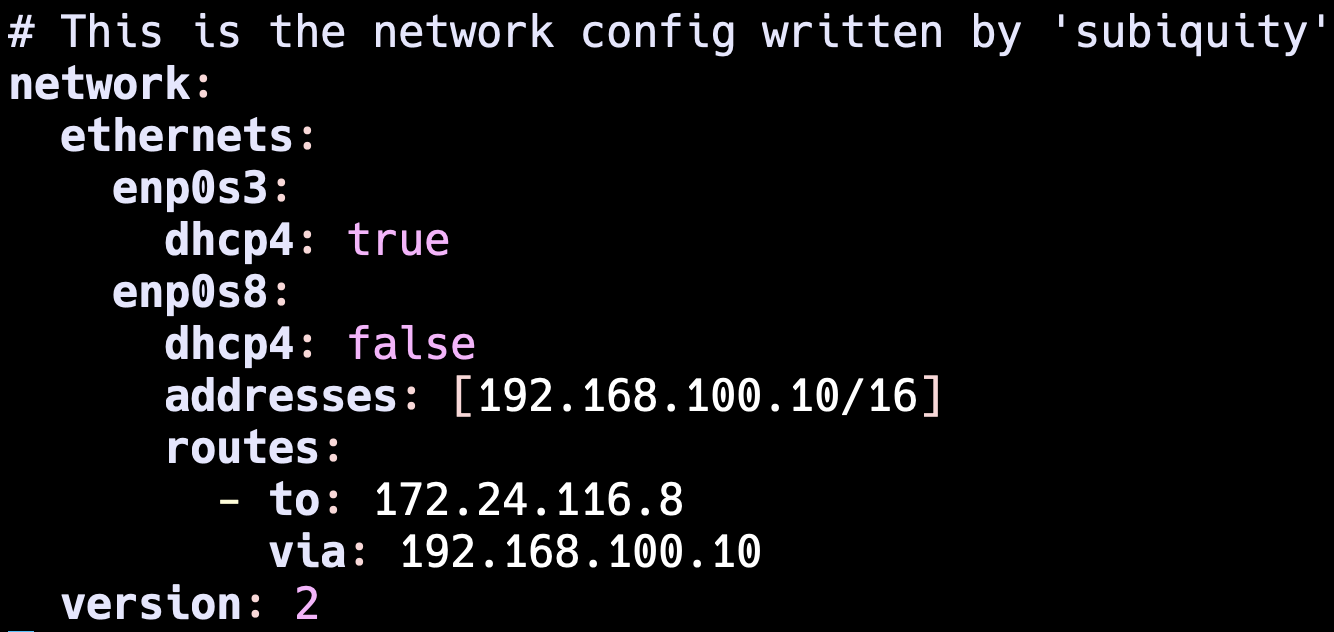 # This is the network config written by 'subiquity'
network:
  ethernets:
    enp0s3:
      dhcp4: true
    enp0s8:
      dhcp4: false
      addresses: [192.168.100.10/16]
      routes:
        - to: 172.24.116.8
          via: 192.168.100.10
  version: 2